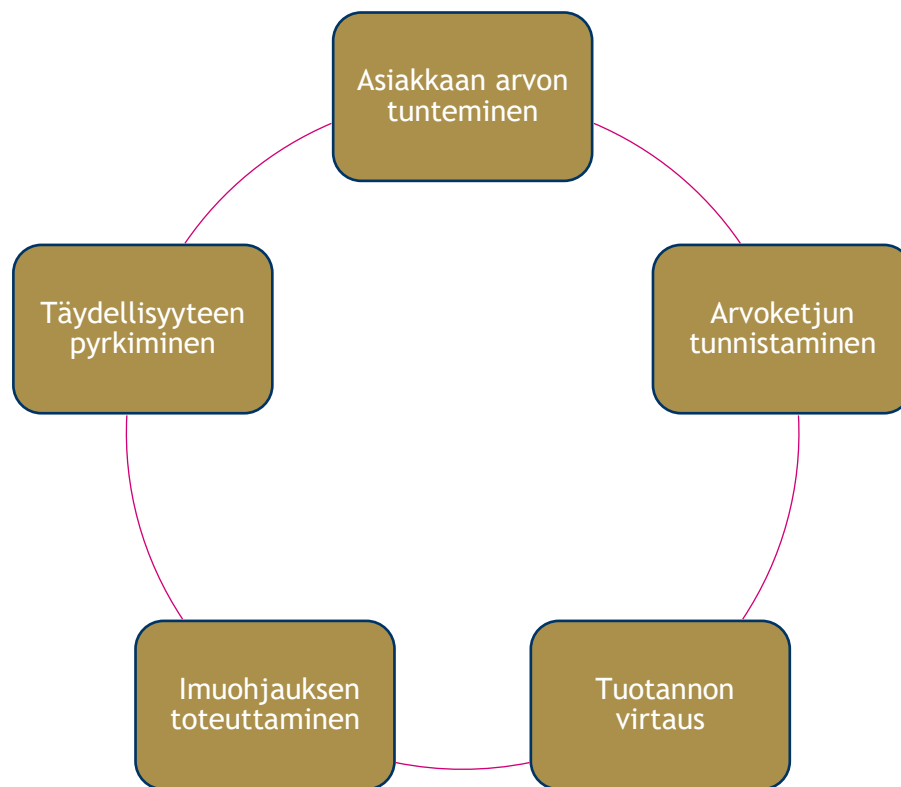 Asiakkaan arvon
tunteminen
Arvoketjun
tunnistaminen
Tuotannon
virtaus
Imuohjauksen
toteuttaminen
Täydellisyyteen
pyrkiminen